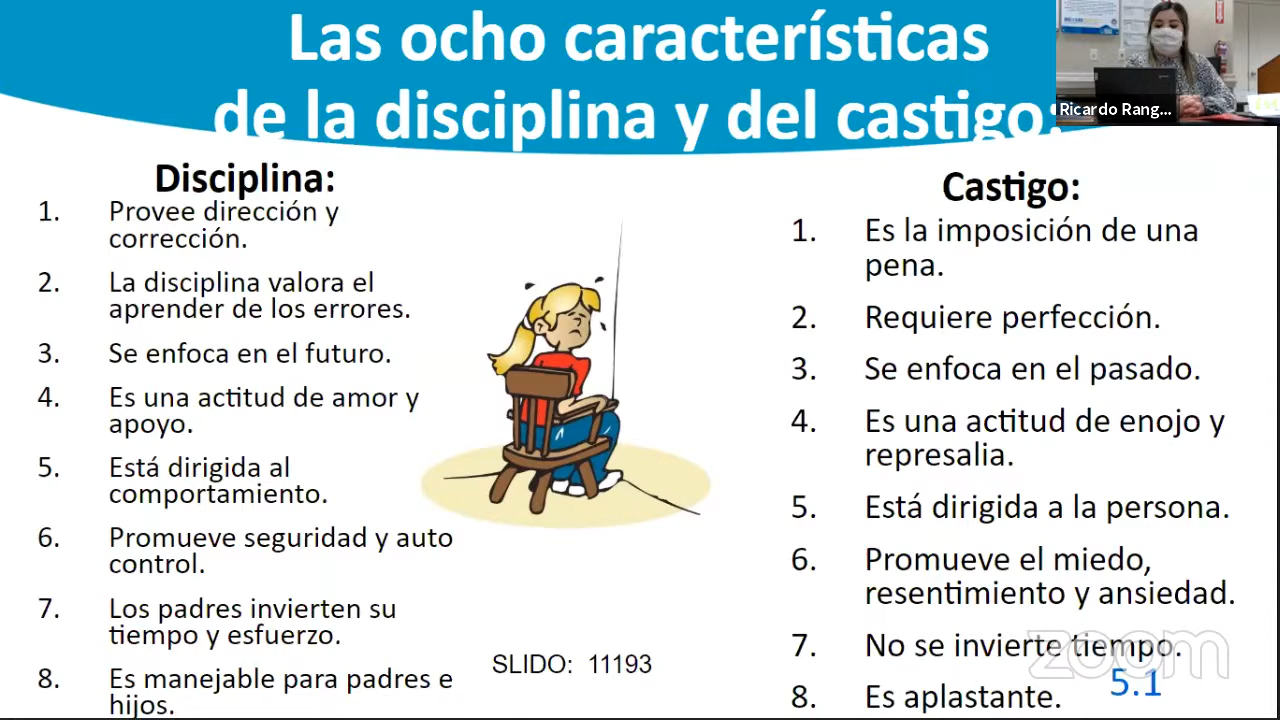 Las ocho características
de la disciplina y del castigo:
Ricardo Rang...
Disciplina:
1. Provee dirección y
corrección.
2. La disciplina valora el
aprender de los errores.
3. Se enfoca en el futuro.
4. Es una actitud de amor y
apoyo.
5. Está dirigida al
comportamiento.
6. Promueve seguridad y auto
control.
7. Los padres invierten su
tiempo y esfuerzo.
8. Es manejable para padres e
hijos.
SLIDO: 11193
Castigo:
1. Es la imposición de una
pena.
2. Requiere perfección.
3. Se enfoca en el pasado.
4. Es una actitud de enojo y
represalia.
5. Está dirigida a la persona.
6. Promueve el miedo,
resentimiento y ansiedad.
7. No se invierte tiempo.
8. Es aplastante.
zoom
5.1